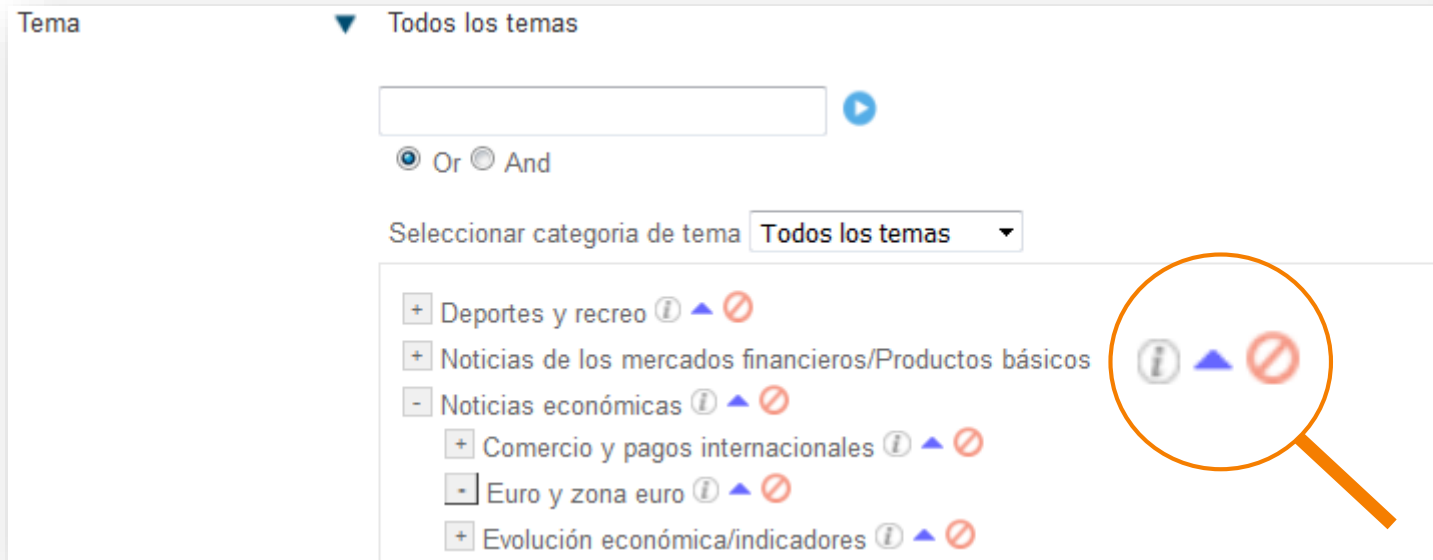 Tema Todos los temas
Or And
Seleccionar categoria de tema Todos los temas
+ Deportes y recreo i
+ Noticias de los mercados financieros/Productos básicos i
- Noticias económicas i
+ Comercio y pagos internacionales i
- Euro y zona euro i
+ Evolución económica/indicadores i